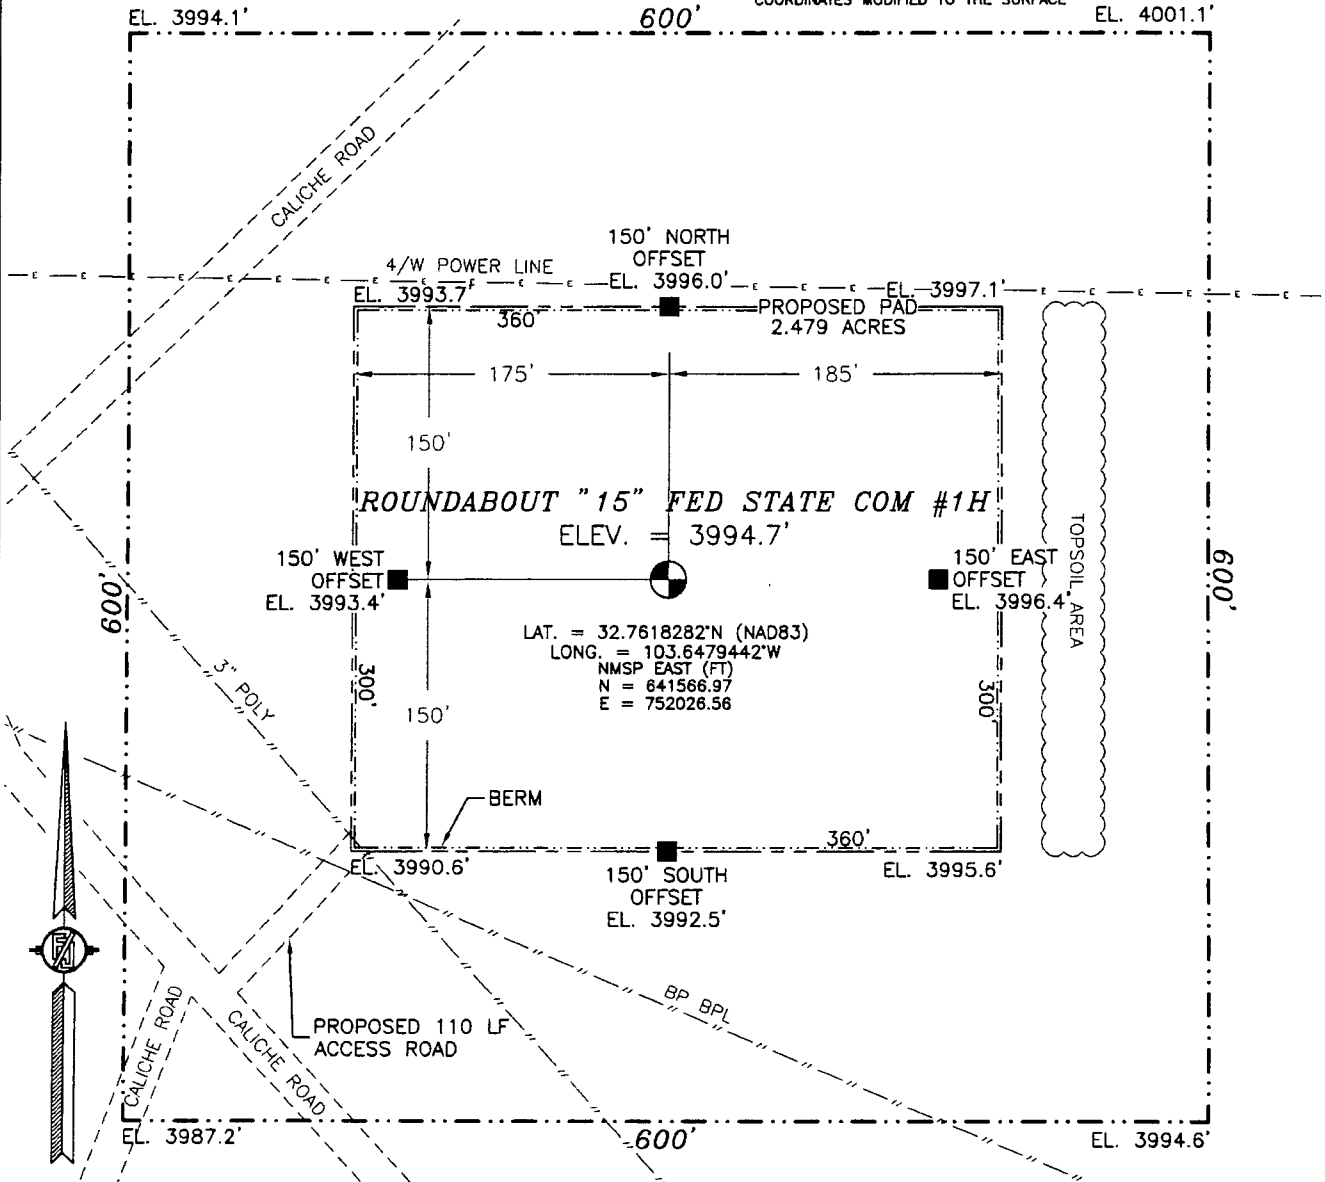 COORDINATES MODIFIED TO THE SURFACE
EL. 3994.1'
600'
EL. 4001.1'
CALICHE ROAD
150' NORTH
OFFSET
EL. 3996.0'
4/W POWER LINE
E E E E E E E E E E E E E E E E E
EL. 3993.7'
EL. 3997.1'
360'
PROPOSED PAD
2.479 ACRES
175'
185'
150'
ROUNDABOUT "15" FED STATE COM #1H
ELEV. = 3994.7'
150' WEST
OFFSET
EL. 3993.4'
150' EAST
OFFSET
EL. 3996.4'
TOPSOIL AREA
600'
600'
LAT. = 32.7618282°N (NAD83)
LONG. = 103.6479442°W
NMSP EAST (FT)
N = 641566.97
E = 752026.56
3" POLY
300'
150'
300'
BERM
360'
EL. 3990.6'
150' SOUTH
OFFSET
EL. 3992.5'
EL. 3995.6'
BP BPL
PROPOSED 110 LF
ACCESS ROAD
CALICHE ROAD
CALICHE ROAD
EL. 3987.2'
600'
EL. 3994.6'